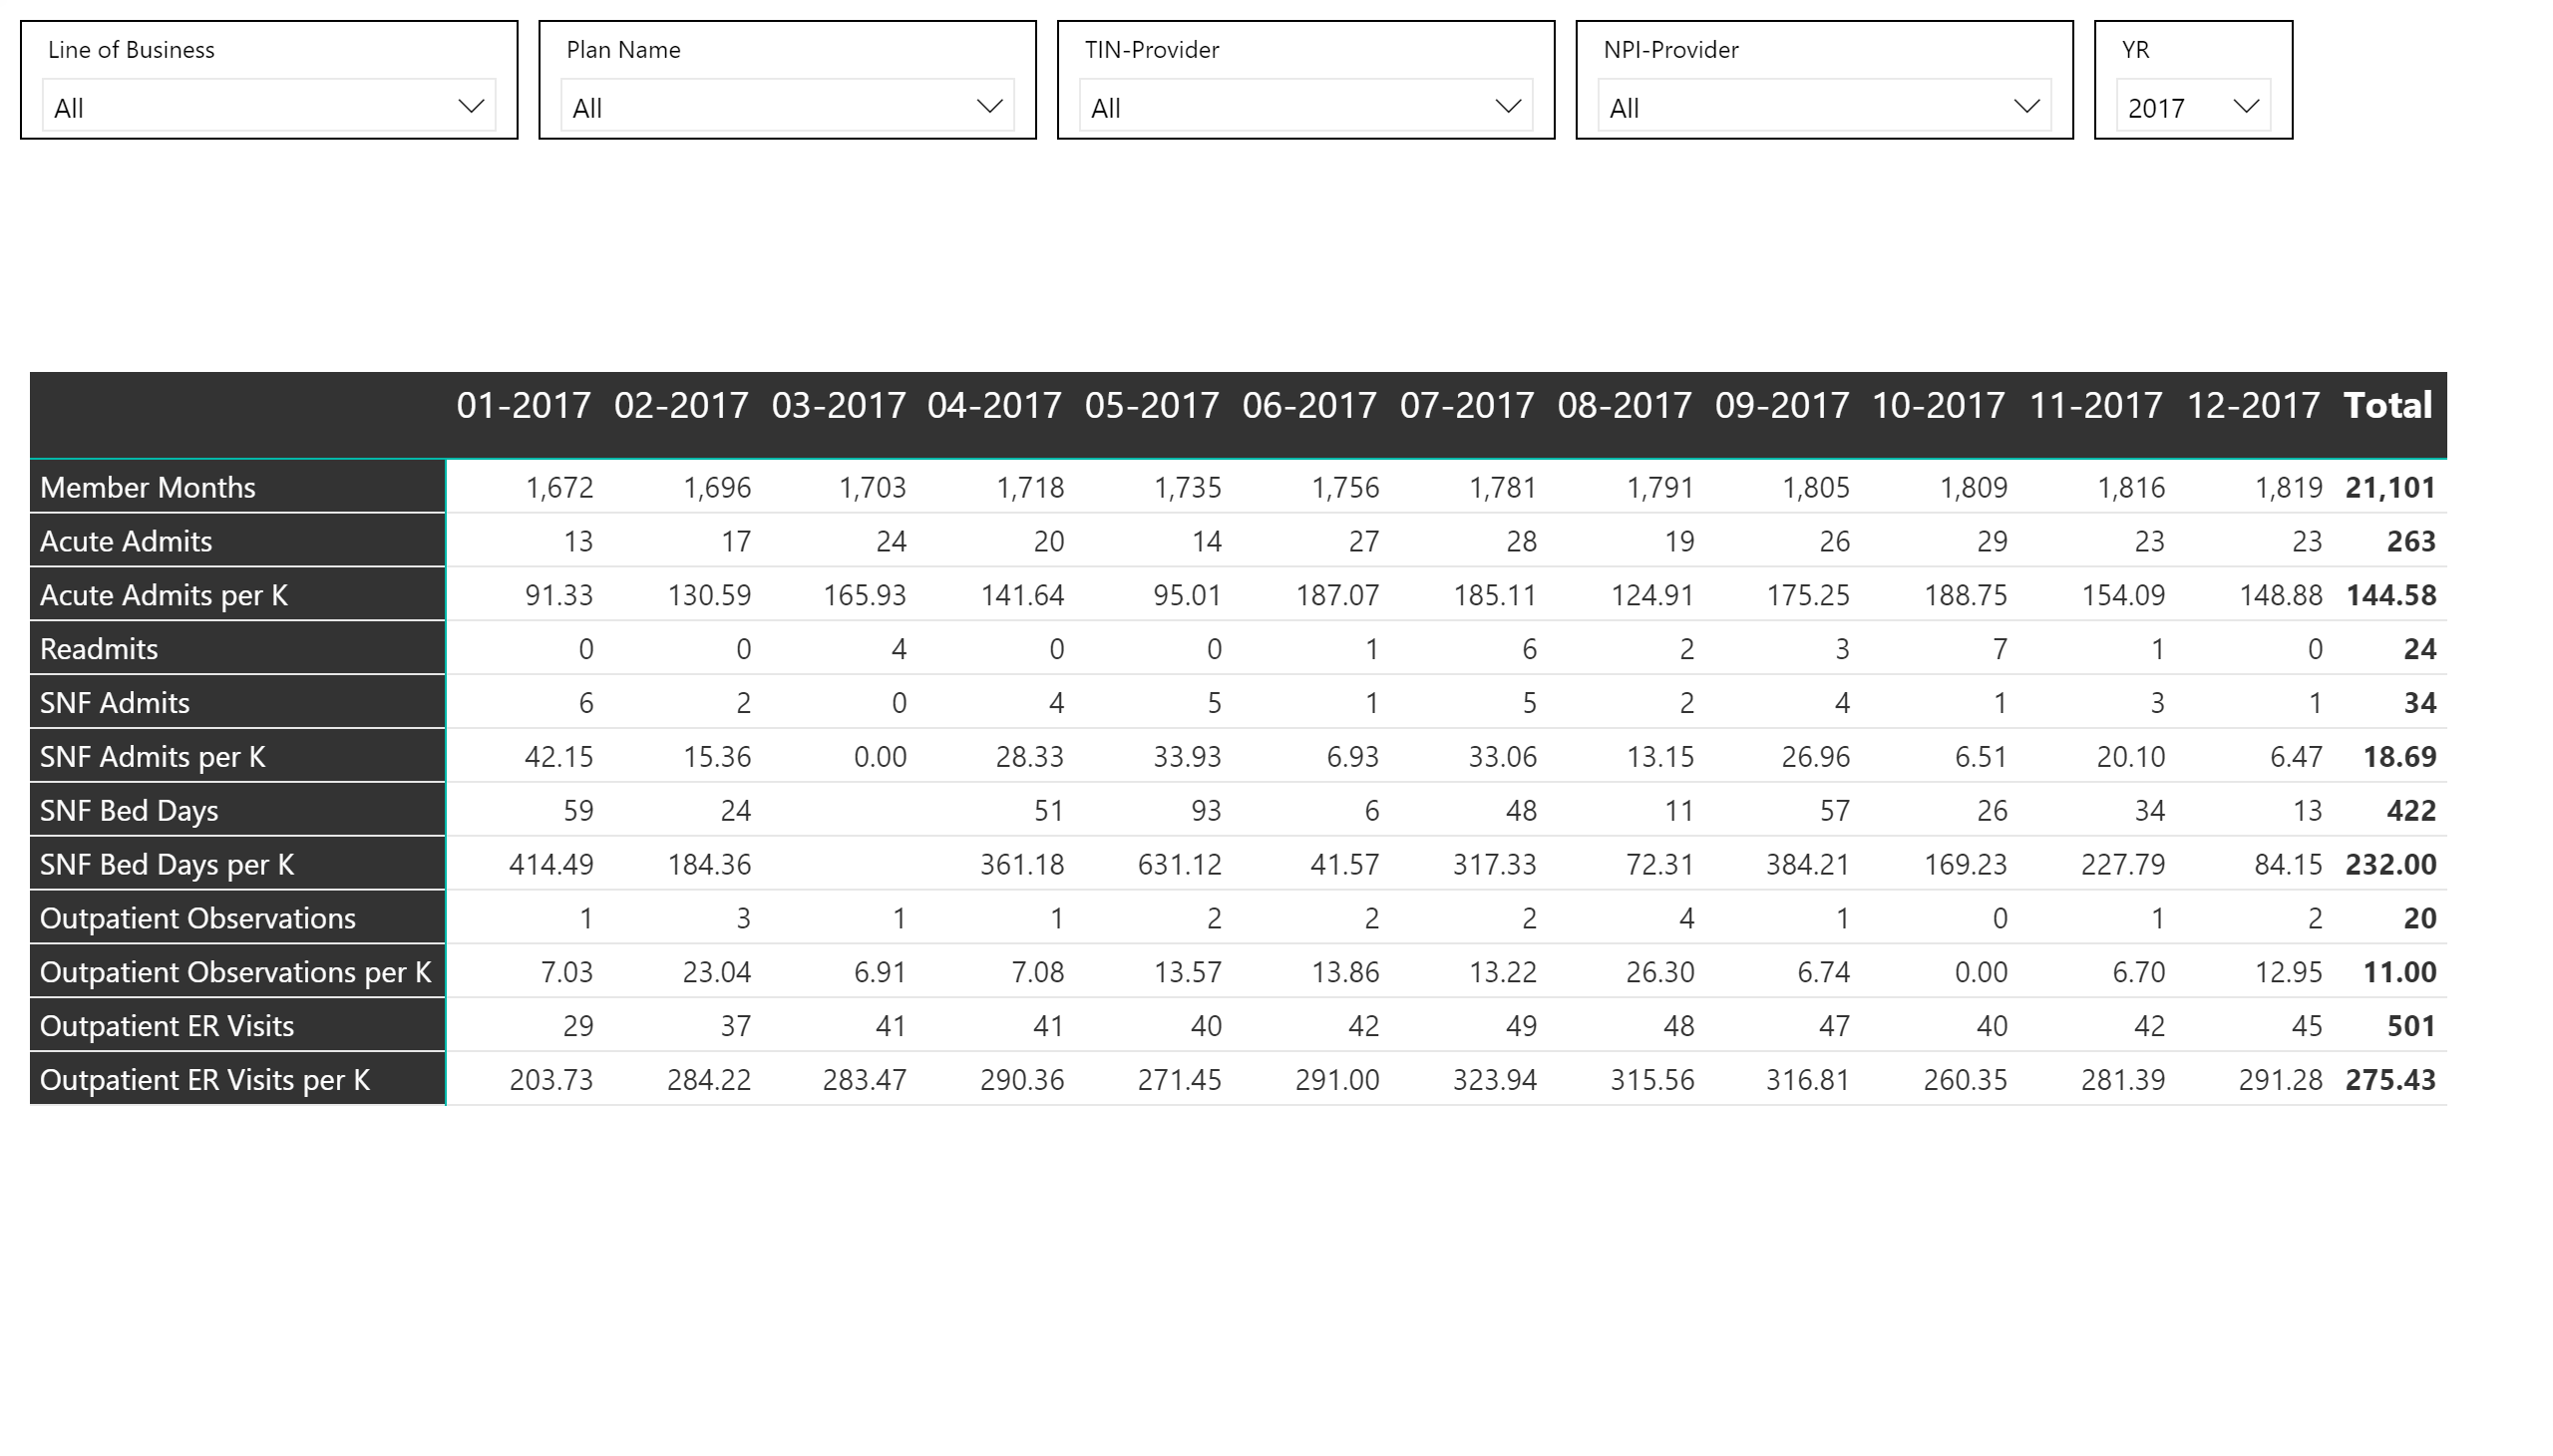 Line of Business Plan Name TIN-Provider NPI-Provider YR
All All All All 2017
01-2017 02-2017 03-2017 04-2017 05-2017 06-2017 07-2017 08-2017 09-2017 10-2017 11-2017 12-2017 Total
Member Months 1,672 1,696 1,703 1,718 1,735 1,756 1,781 1,791 1,805 1,809 1,816 1,819 21,101
Acute Admits 13 17 24 20 14 27 28 19 26 29 23 23 263
Acute Admits per K 91.33 130.59 165.93 141.64 95.01 187.07 185.11 124.91 175.25 188.75 154.09 148.88 144.58
Readmits 0 0 4 0 0 1 6 2 3 7 1 0 24
SNF Admits 6 2 0 4 5 1 5 2 4 1 3 1 34
SNF Admits per K 42.15 15.36 0.00 28.33 33.93 6.93 33.06 13.15 26.96 6.51 20.10 6.47 18.69
SNF Bed Days 59 24 51 93 6 48 11 57 26 34 13 422
SNF Bed Days per K 414.49 184.36 361.18 631.12 41.57 317.33 72.31 384.21 169.23 227.79 84.15 232.00
Outpatient Observations 1 3 1 1 2 2 2 4 1 0 1 2 20
Outpatient Observations per K 7.03 23.04 6.91 7.08 13.57 13.86 13.22 26.30 6.74 0.00 6.70 12.95 11.00
Outpatient ER Visits 29 37 41 41 40 42 49 48 47 40 42 45 501
Outpatient ER Visits per K 203.73 284.22 283.47 290.36 271.45 291.00 323.94 315.56 316.81 260.35 281.39 291.28 275.43